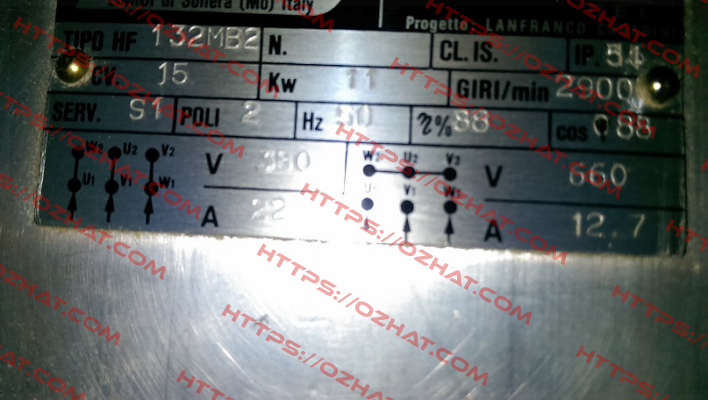 di Soliera (Mo) Italy
Progetto LANFRANCO
TIPO HF 132MB2 N. CL. IS. IP. 54
CV. 15 Kw 11 GIRI/min 2900
SERV. S1 POLI 2 Hz 50 η% 88 cos φ 88
W2 U2 V2 V 380 W2 U2 V2 V 660
U1 V1 W1 A 22 U1 V1 W1 A 12.7
HTTPS://OZHAT.COM